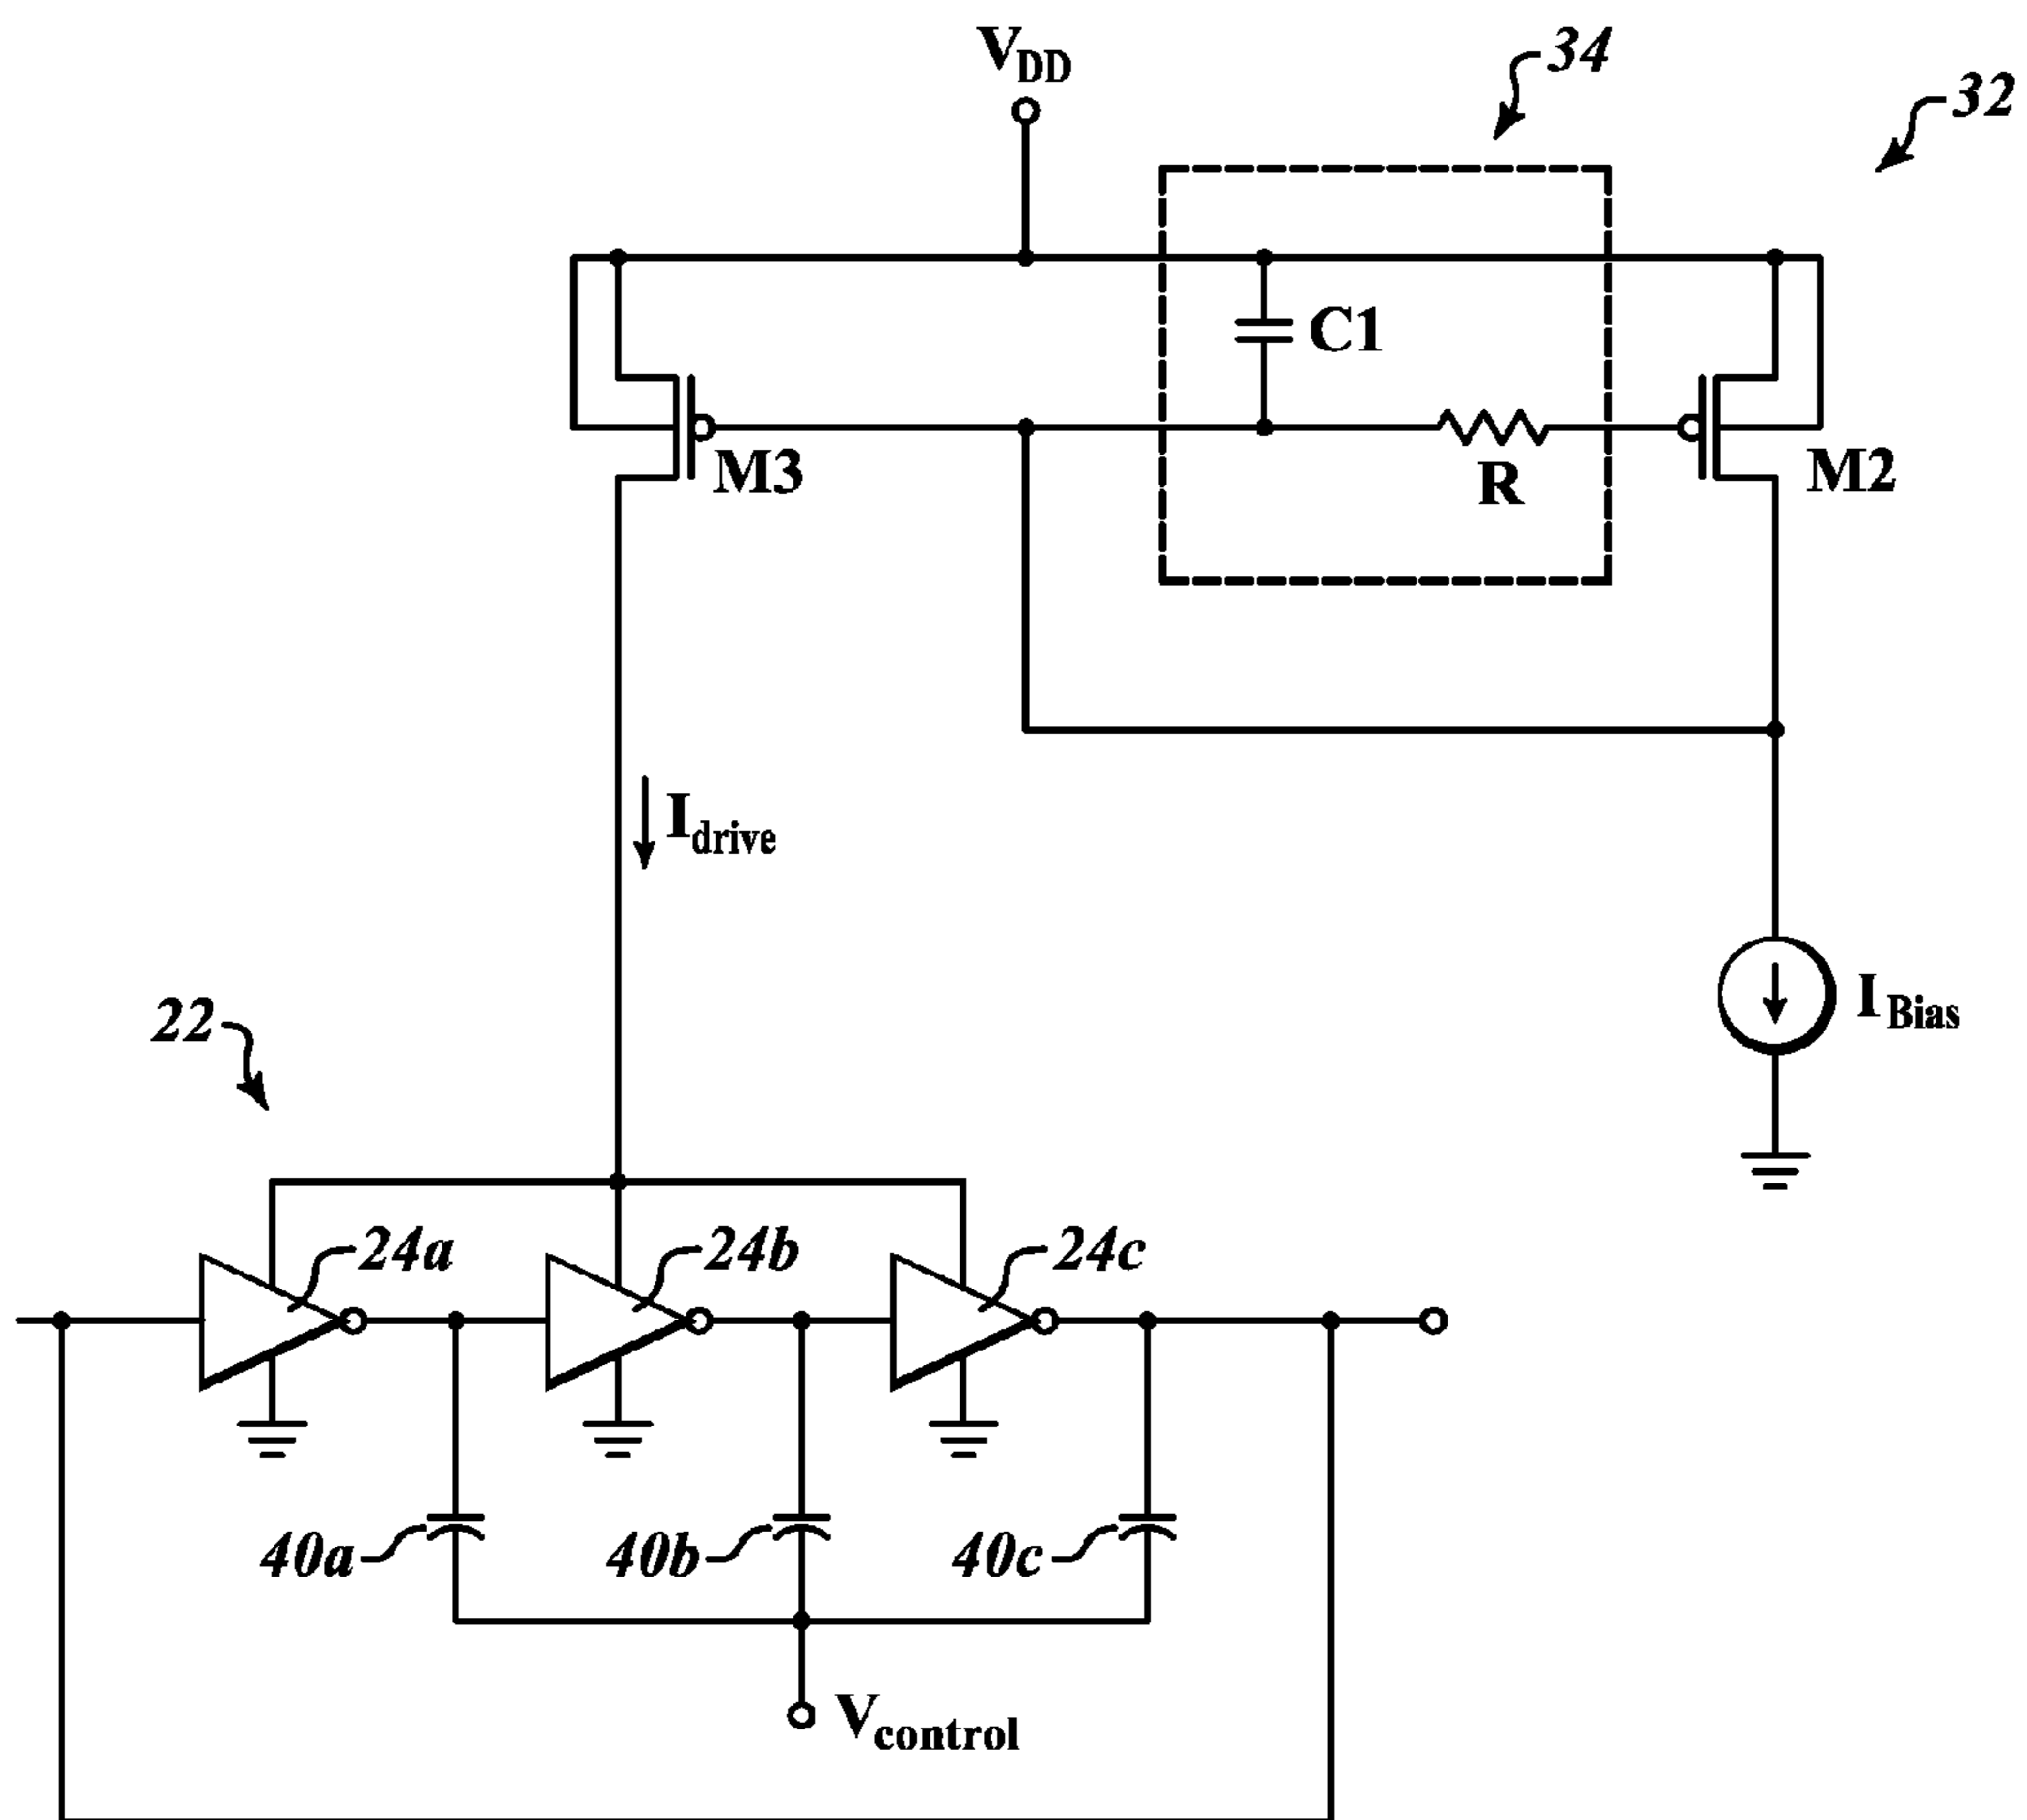 VDD
34
32
C1
M3
R
M2
Idrive
22
IBias
24a
24b
24c
40a
40b
40c
Vcontrol